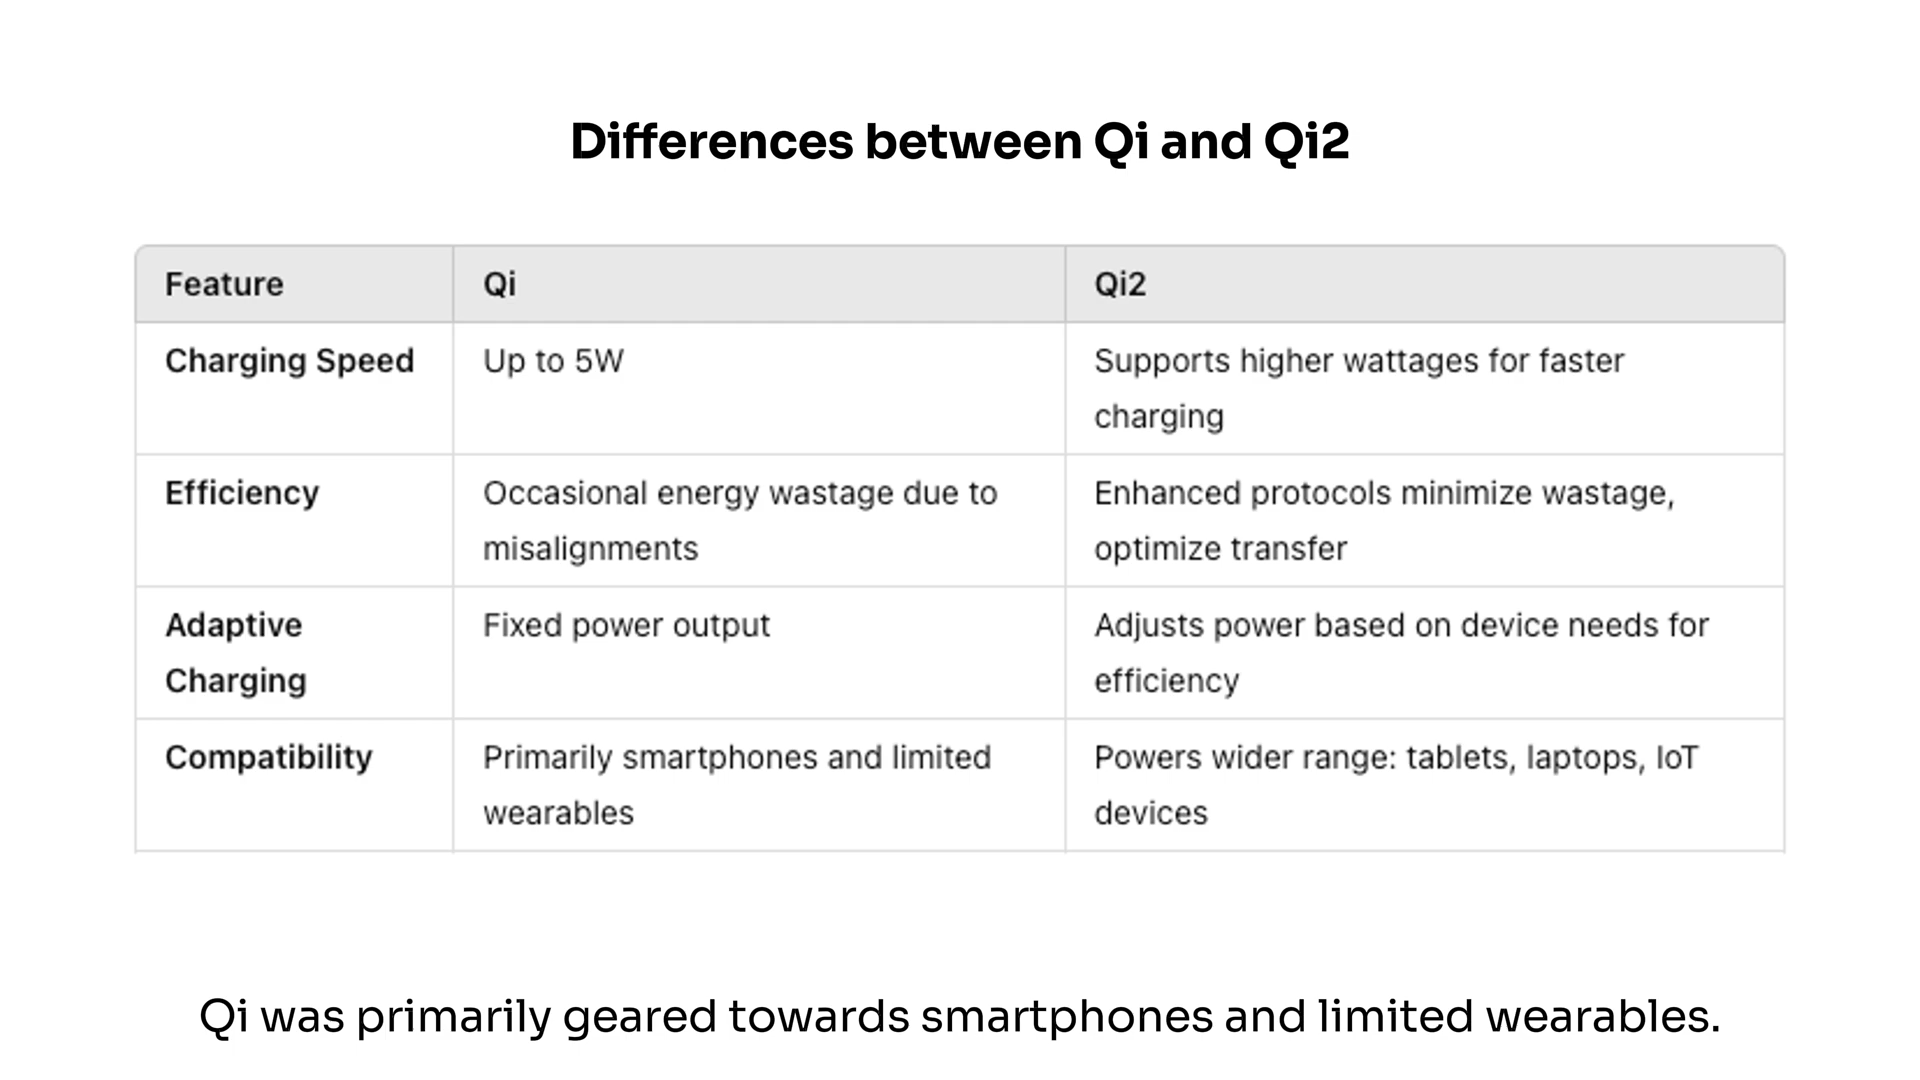 Differences between Qi and Qi2
Feature Qi Qi2
Charging Speed Up to 5W Supports higher wattages for faster
charging
Efficiency Occasional energy wastage due to Enhanced protocols minimize wastage,
misalignments optimize transfer
Adaptive Fixed power output Adjusts power based on device needs for
Charging efficiency
Compatibility Primarily smartphones and limited Powers wider range: tablets, laptops, IoT
wearables devices
Qi was primarily geared towards smartphones and limited wearables.